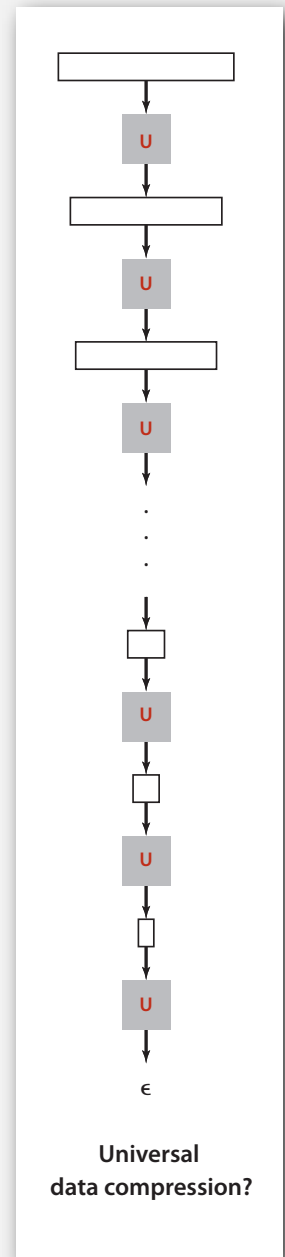 U
U
U
.
.
.
U
U
U
ϵ
Universal
data compression?